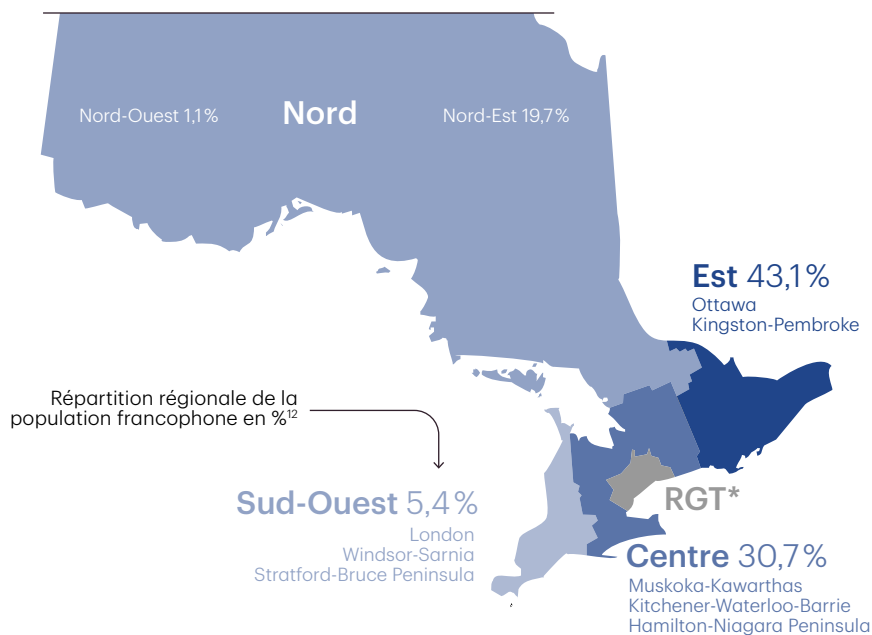 Nord-Ouest 1,1 %
Nord
Nord-Est 19,7 %
Est 43,1 %
Ottawa
Kingston-Pembroke
Répartition régionale de la
population francophone en %12
Sud-Ouest 5,4 %
London
Windsor-Sarnia
Stratford-Bruce Peninsula
RGT*
Centre 30,7 %
Muskoka-Kawarthas
Kitchener-Waterloo-Barrie
Hamilton-Niagara Peninsula